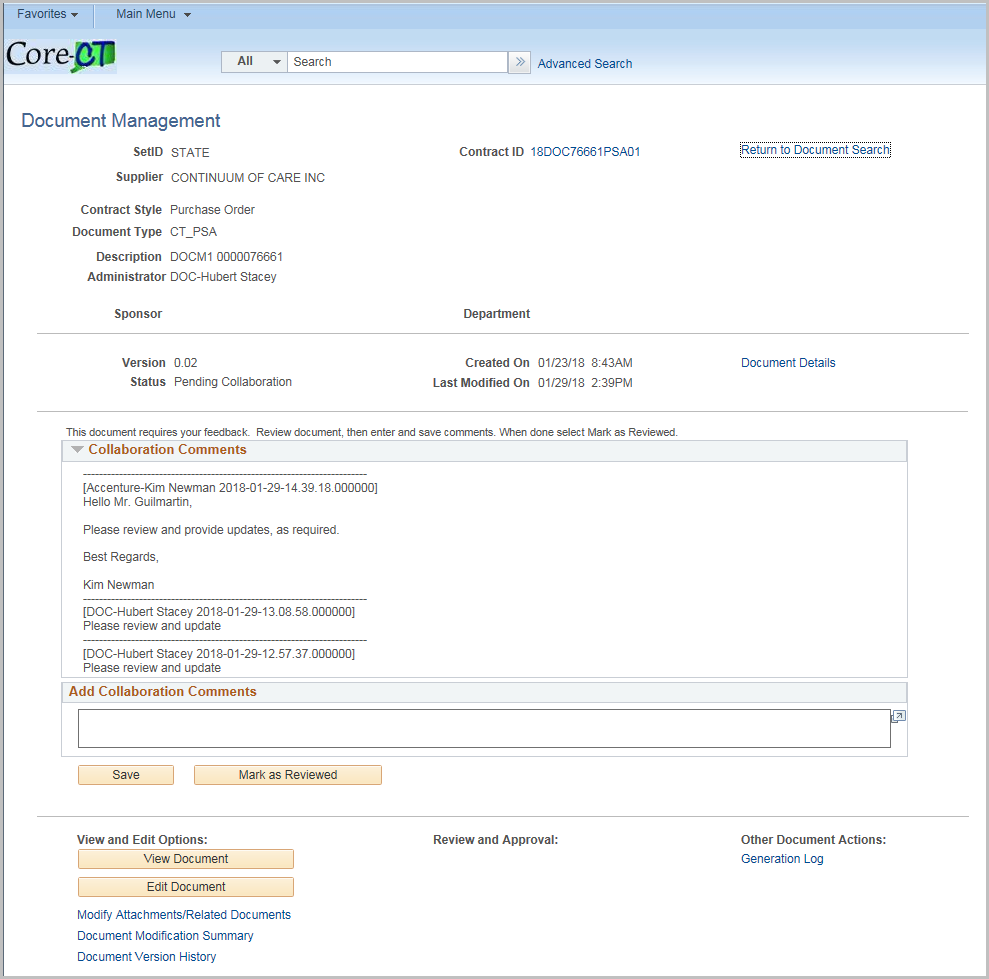 Favorites Main Menu
Core-CT
All Search Advanced Search
Document Management
SetID STATE Contract ID 18DOC76661PSA01 Return to Document Search
Supplier CONTINUUM OF CARE INC
Contract Style Purchase Order
Document Type CT_PSA
Description DOCM1 0000076661
Administrator DOC-Hubert Stacey
Sponsor Department
Version 0.02 Created On 01/23/18 8:43AM Document Details
Status Pending Collaboration Last Modified On 01/29/18 2:39PM
This document requires your feedback. Review document, then enter and save comments. When done select Mark as Reviewed.
Collaboration Comments
-----------------------------------------------------------------------
[Accenture-Kim Newman 2018-01-29-14.39.18.000000]
Hello Mr. Guilmartin,
Please review and provide updates, as required.
Best Regards,
Kim Newman
-----------------------------------------------------------------------
[DOC-Hubert Stacey 2018-01-29-13.08.58.000000]
Please review and update
-----------------------------------------------------------------------
[DOC-Hubert Stacey 2018-01-29-12.57.37.000000]
Please review and update
Add Collaboration Comments
Save Mark as Reviewed
View and Edit Options: Review and Approval: Other Document Actions:
View Document Generation Log
Edit Document
Modify Attachments/Related Documents
Document Modification Summary
Document Version History